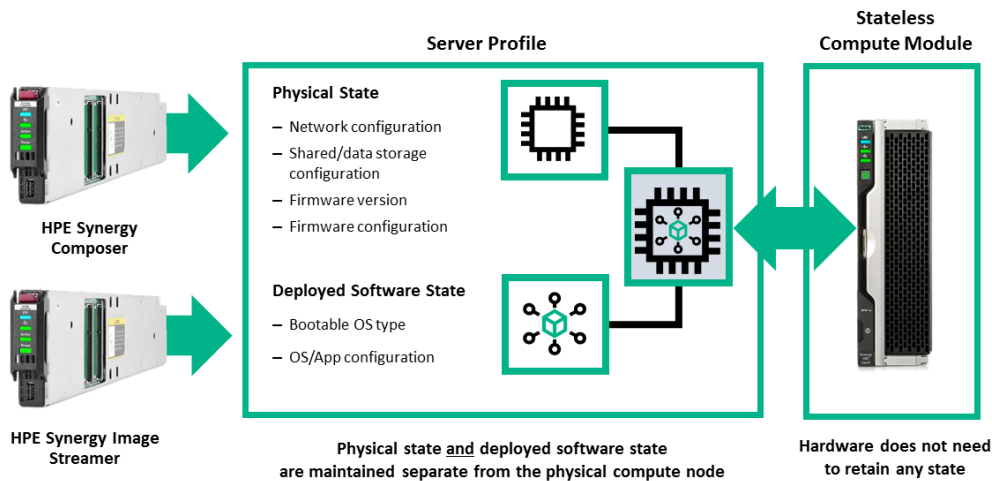 Stateless
Compute Module
Server Profile
Physical State
– Network configuration
– Shared/data storage
configuration
– Firmware version
– Firmware configuration
HPE Synergy
Composer
Deployed Software State
– Bootable OS type
– OS/App configuration
HPE Synergy Image
Streamer
Physical state and deployed software state
are maintained separate from the physical compute node
Hardware does not need
to retain any state